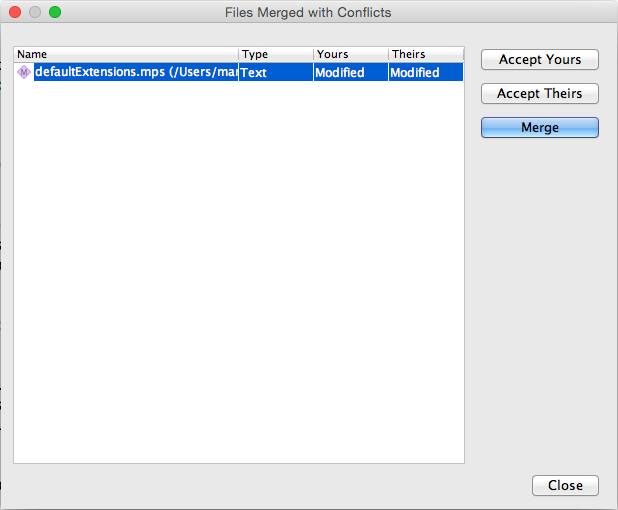 Files Merged with Conflicts
Name Type Yours Theirs
M defaultExtensions.mps (/Users/mar Text Modified Modified
Accept Yours
Accept Theirs
Merge
Close